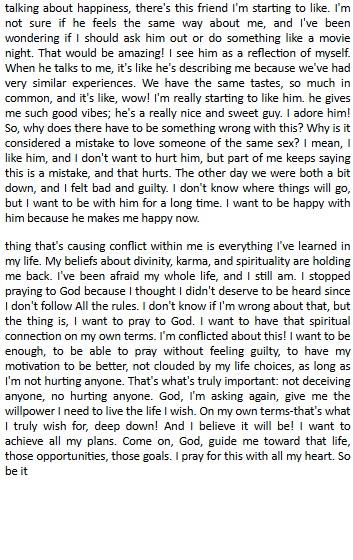 talking about happiness, there's this friend I'm starting to like. I'm
not sure if he feels the same way about me, and I've been
wondering if I should ask him out or do something like a movie
night. That would be amazing! I see him as a reflection of myself.
When he talks to me, it's like he's describing me because we've had
very similar experiences. We have the same tastes, so much in
common, and it's like, wow! I'm really starting to like him. he gives
me such good vibes; he's a really nice and sweet guy. I adore him!
So, why does there have to be something wrong with this? Why is it
considered a mistake to love someone of the same sex? I mean, I
like him, and I don't want to hurt him, but part of me keeps saying
this is a mistake, and that hurts. The other day we were both a bit
down, and I felt bad and guilty. I don't know where things will go,
but I want to be with him for a long time. I want to be happy with
him because he makes me happy now.
thing that's causing conflict within me is everything I've learned in
my life. My beliefs about divinity, karma, and spirituality are holding
me back. I've been afraid my whole life, and I still am. I stopped
praying to God because I thought I didn't deserve to be heard since
I don't follow All the rules. I don't know if I'm wrong about that, but
the thing is, I want to pray to God. I want to have that spiritual
connection on my own terms. I'm conflicted about this! I want to be
enough, to be able to pray without feeling guilty, to have my
motivation to be better, not clouded by my life choices, as long as
I'm not hurting anyone. That's what's truly important: not deceiving
anyone, no hurting anyone. God, I'm asking again, give me the
willpower I need to live the life I wish. On my own terms-that's what
I truly wish for, deep down! And I believe it will be! I want to
achieve all my plans. Come on, God, guide me toward that life,
those opportunities, those goals. I pray for this with all my heart. So
be it